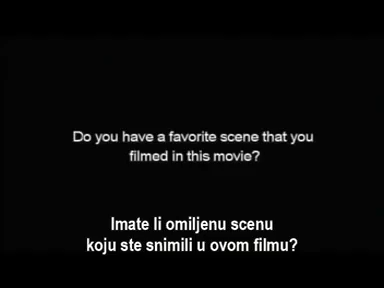 Do you have a favorite scene that you
filmed in this movie?
Imate li omiljenu scenu
koju ste snimili u ovom filmu?